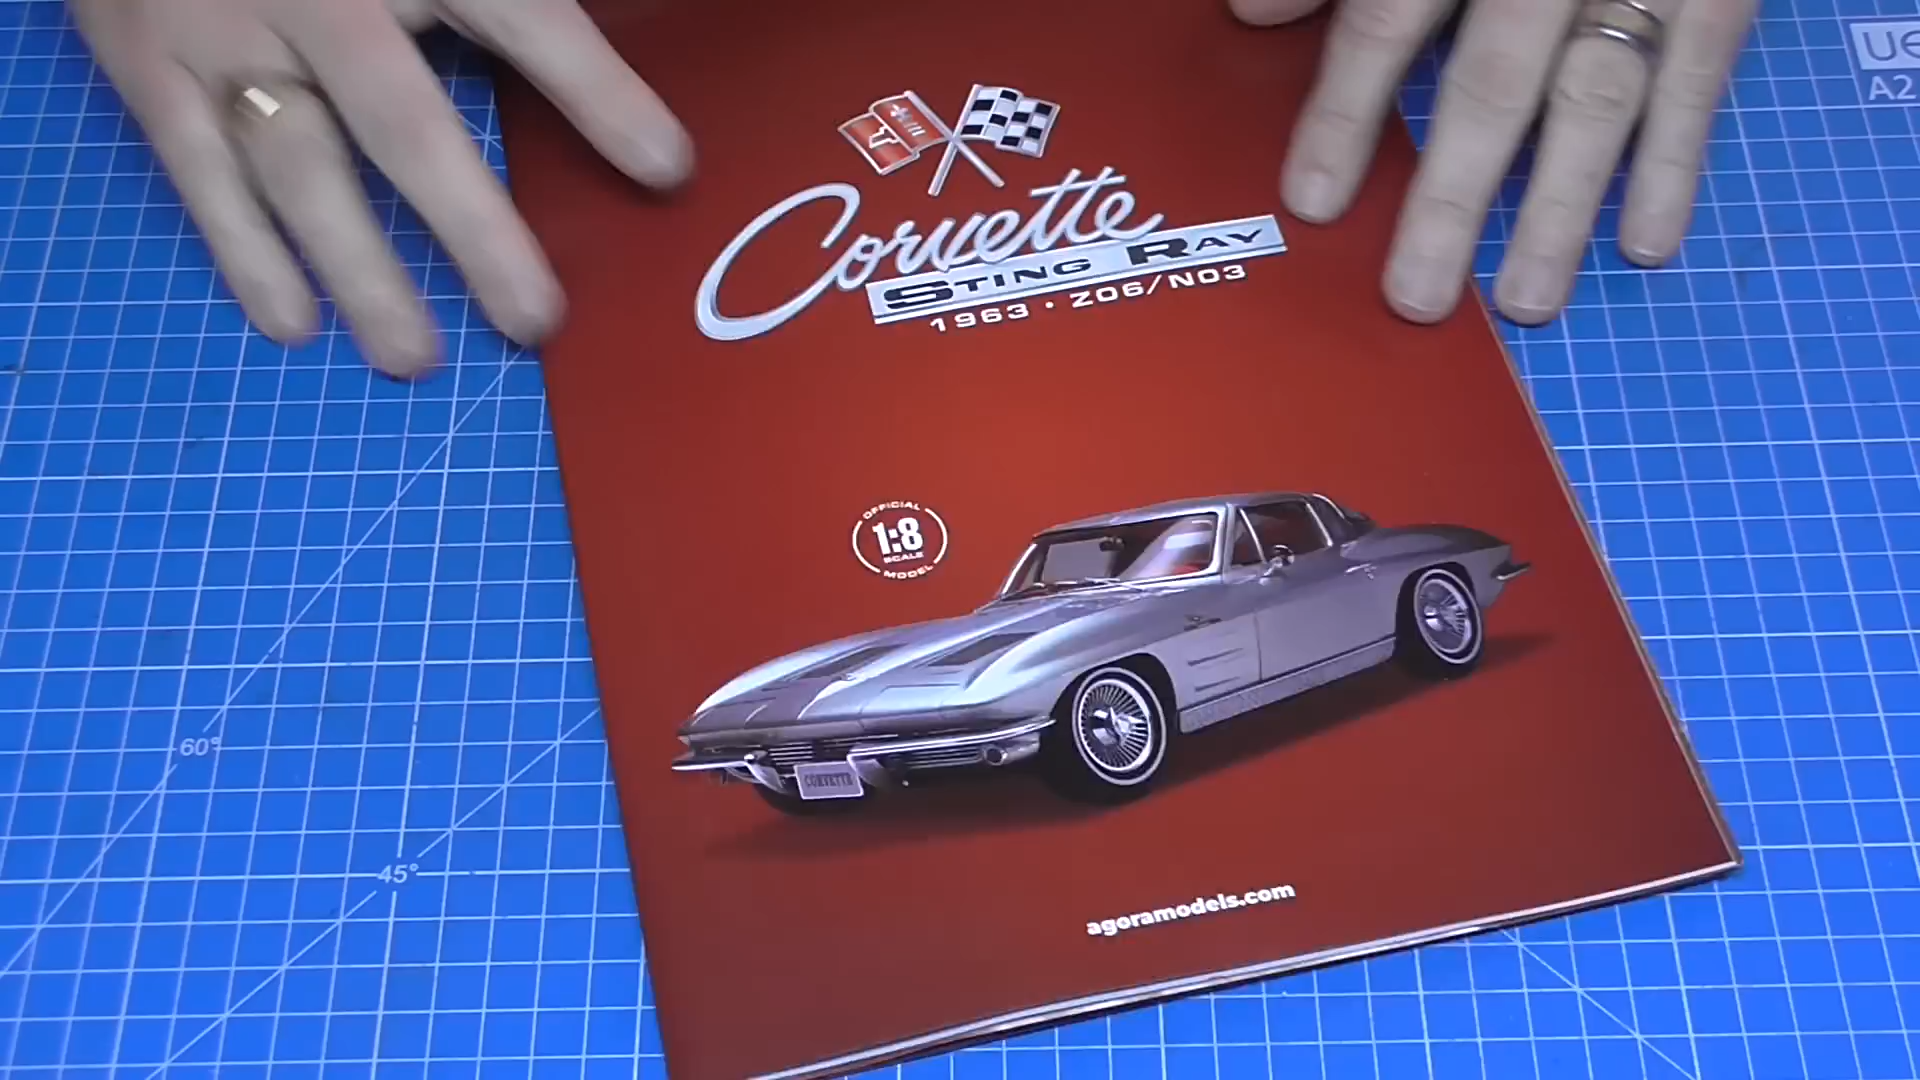 UE
A2
Corvette
STING RAY
1963 · Z06/N03
OFFICIAL
1:8
SCALE
MODEL
CORVETTE
60°
45°
agoramodels.com